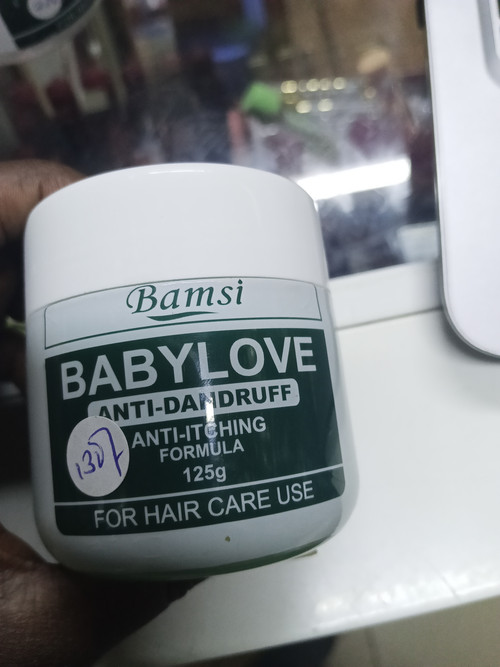 Bamsi
BABYLOVE
ANTI-DANDRUFF
ANTI-ITCHING
FORMULA
125g
FOR HAIR CARE USE